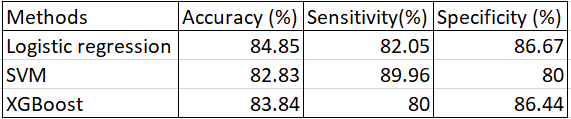 Methods Accuracy (%) Sensitivity(%) Specificity (%)
Logistic regression 84.85 82.05 86.67
SVM 82.83 89.96 80
XGBoost 83.84 80 86.44